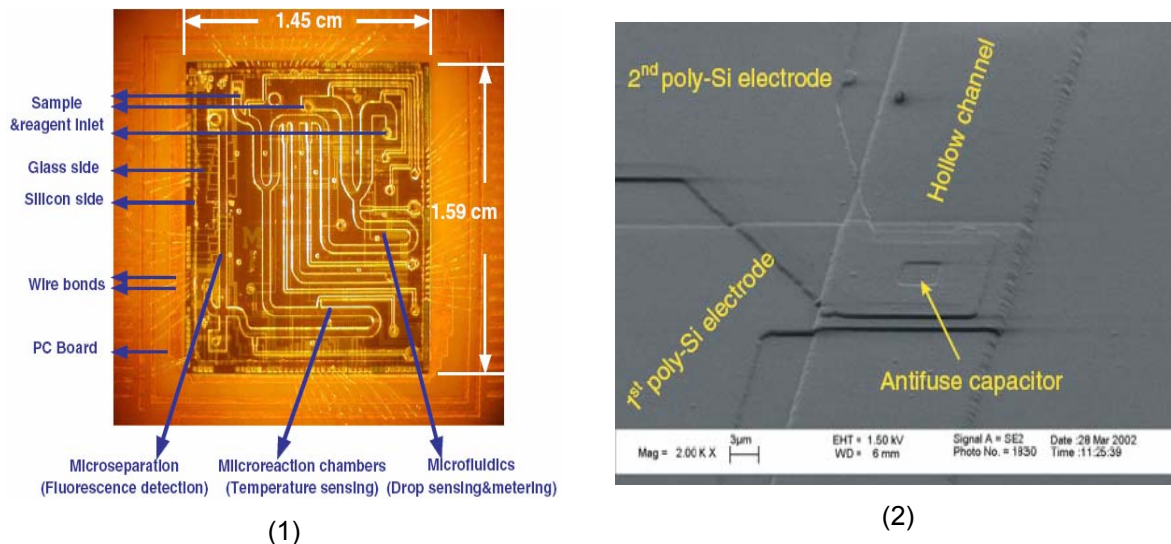 1.45 cm
Sample
&reagent Inlet
Glass side
Silicon side
1.59 cm
Wire bonds
PC Board
Microseparation
(Fluorescence detection)
Milcroreaction chambers
(Temperature sensing)
Microfluidics
(Drop sensing&metering)
(1)
2nd poly-Si electrode
Hollow channel
1st poly-Si electrode
Antifuse capacitor
Mag = 2.00 K X
3µm
EHT = 1.50 kV
WD = 6 mm
Signal A = SE2
Photo No. = 1830
Date :28 Mar 2002
Time :11:25:39
(2)